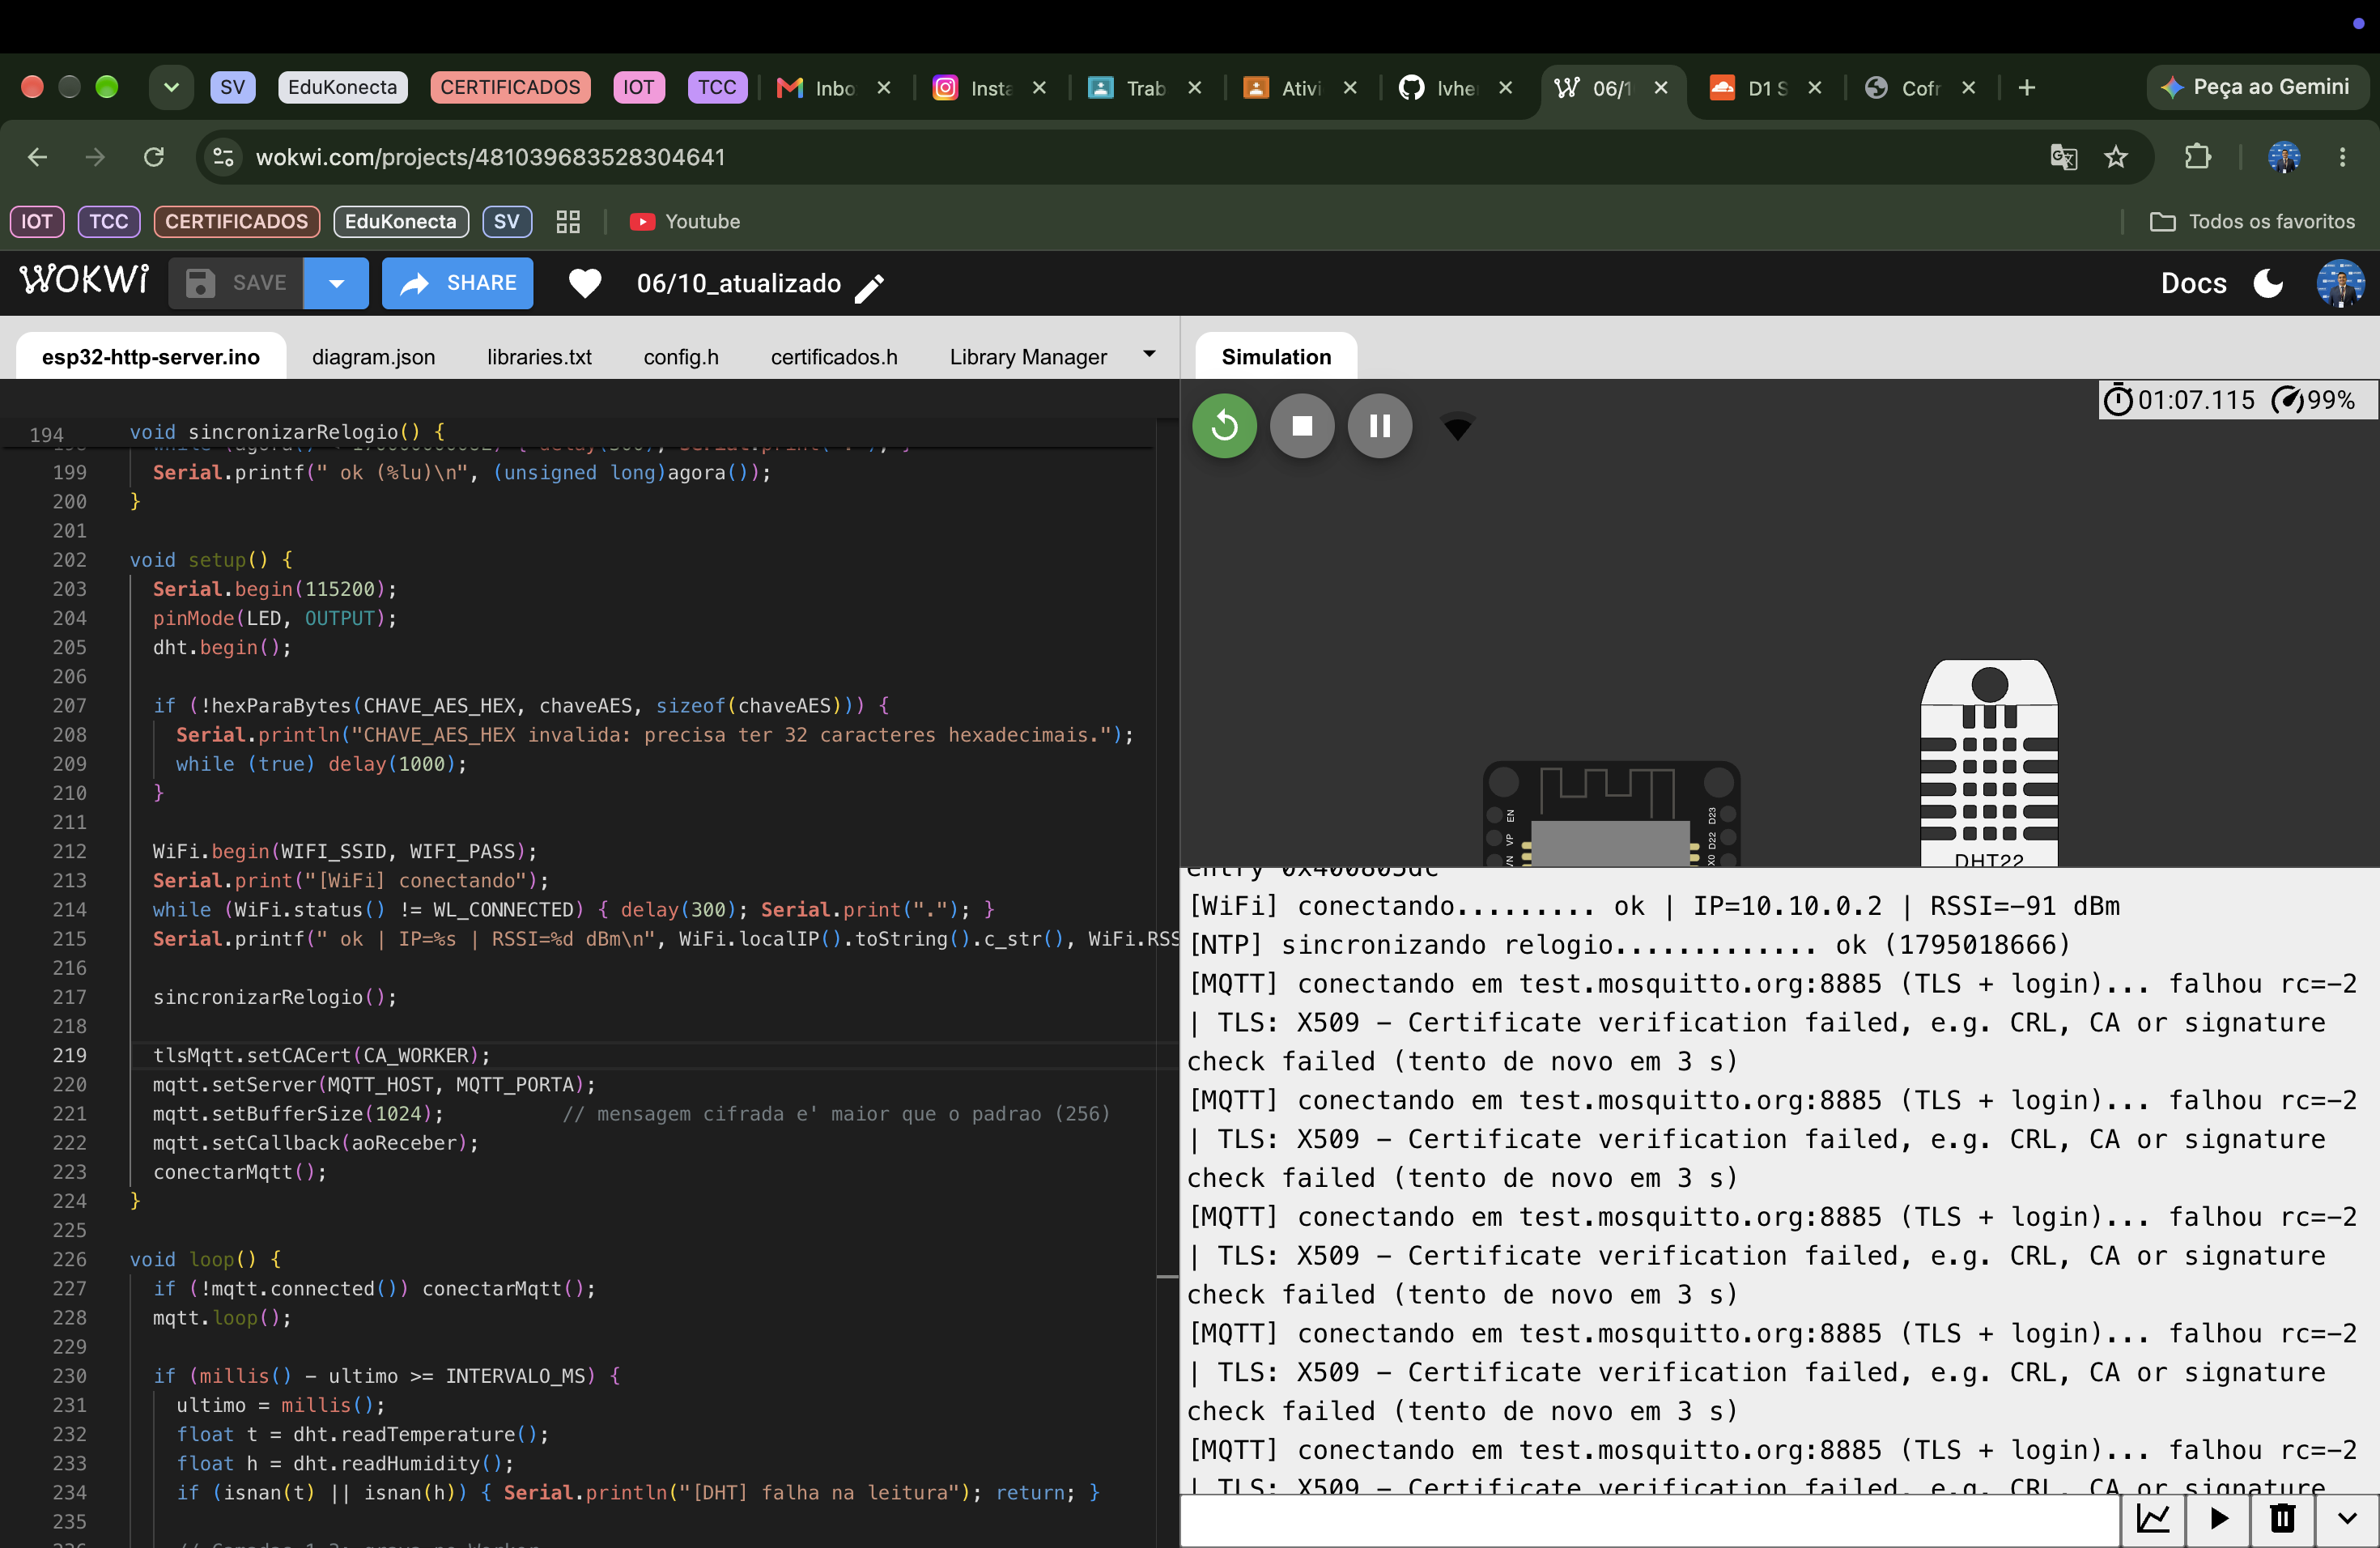 SV EduKonecta CERTIFICADOS IOT TCC Inbo Insta Trab Ativi lvhe 06/1 D1 S Cofr Peça ao Gemini
wokwi.com/projects/481039683528304641
IOT TCC CERTIFICADOS EduKonecta SV Youtube Todos os favoritos
WOKWi SAVE SHARE 06/10_atualizado Docs
esp32-http-server.ino diagram.json libraries.txt config.h certificados.h Library Manager
194 void sincronizarRelogio() {
199 Serial.printf(" ok (%lu)\n", (unsigned long)agora());
200 }
201
202 void setup() {
203 Serial.begin(115200);
204 pinMode(LED, OUTPUT);
205 dht.begin();
206
207 if (!hexParaBytes(CHAVE_AES_HEX, chaveAES, sizeof(chaveAES))) {
208 Serial.println("CHAVE_AES_HEX invalida: precisa ter 32 caracteres hexadecimais.");
209 while (true) delay(1000);
210 }
211
212 WiFi.begin(WIFI_SSID, WIFI_PASS);
213 Serial.print("[WiFi] conectando");
214 while (WiFi.status() != WL_CONNECTED) { delay(300); Serial.print("."); }
215 Serial.printf(" ok | IP=%s | RSSI=%d dBm\n", WiFi.localIP().toString().c_str(), WiFi.RSS
216
217 sincronizarRelogio();
218
219 tlsMqtt.setCACert(CA_WORKER);
220 mqtt.setServer(MQTT_HOST, MQTT_PORTA);
221 mqtt.setBufferSize(1024); // mensagem cifrada e' maior que o padrao (256)
222 mqtt.setCallback(aoReceber);
223 conectarMqtt();
224 }
225
226 void loop() {
227 if (!mqtt.connected()) conectarMqtt();
228 mqtt.loop();
229
230 if (millis() - ultimo >= INTERVALO_MS) {
231 ultimo = millis();
232 float t = dht.readTemperature();
233 float h = dht.readHumidity();
234 if (isnan(t) || isnan(h)) { Serial.println("[DHT] falha na leitura"); return; }
235
Simulation
01:07.115 99%
EN VP VN D23 D22 X0
DHT22
entry 0x400805dc
[WiFi] conectando......... ok | IP=10.10.0.2 | RSSI=-91 dBm
[NTP] sincronizando relogio............. ok (1795018666)
[MQTT] conectando em test.mosquitto.org:8885 (TLS + login)... falhou rc=-2
| TLS: X509 - Certificate verification failed, e.g. CRL, CA or signature
check failed (tento de novo em 3 s)
[MQTT] conectando em test.mosquitto.org:8885 (TLS + login)... falhou rc=-2
| TLS: X509 - Certificate verification failed, e.g. CRL, CA or signature
check failed (tento de novo em 3 s)
[MQTT] conectando em test.mosquitto.org:8885 (TLS + login)... falhou rc=-2
| TLS: X509 - Certificate verification failed, e.g. CRL, CA or signature
check failed (tento de novo em 3 s)
[MQTT] conectando em test.mosquitto.org:8885 (TLS + login)... falhou rc=-2
| TLS: X509 - Certificate verification failed, e.g. CRL, CA or signature
check failed (tento de novo em 3 s)
[MQTT] conectando em test.mosquitto.org:8885 (TLS + login)... falhou rc=-2
| TLS: X509 - Certificate verification failed, e.g. CRL, CA or signature